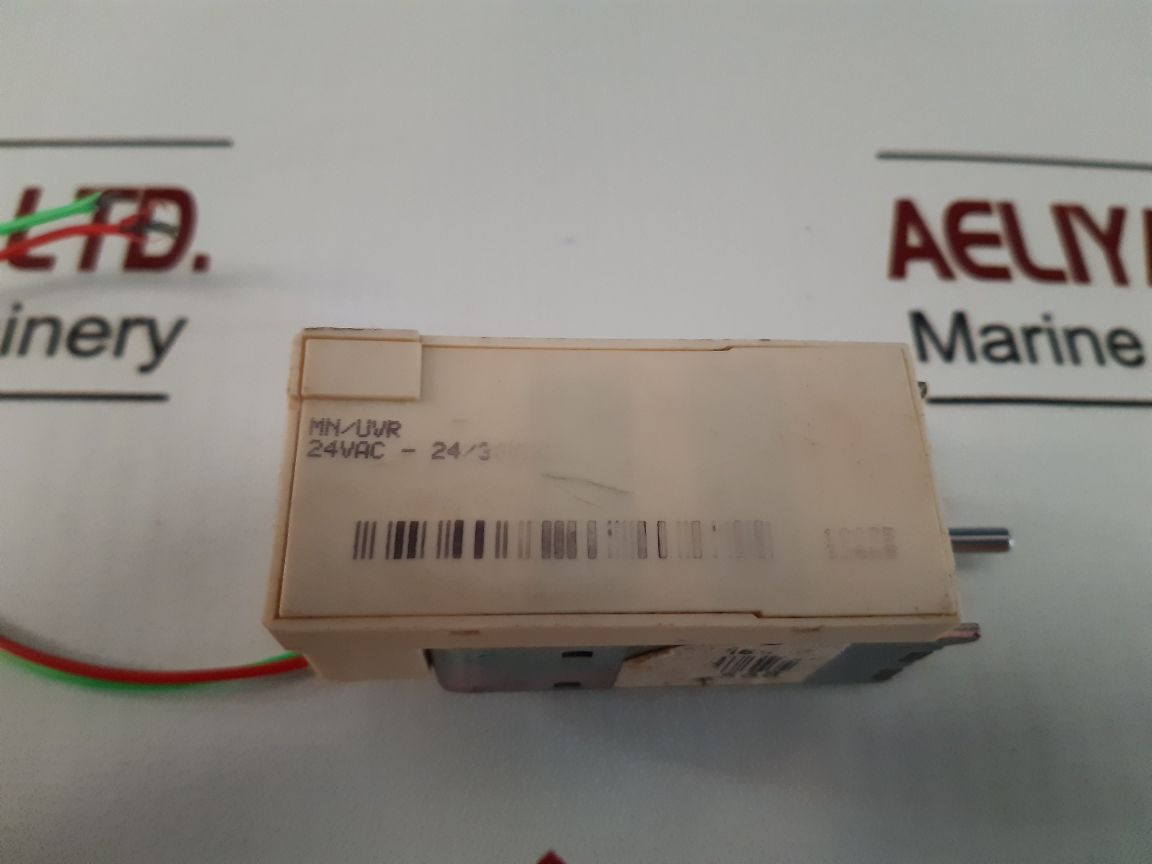 LTD.
AELIY
inery
Marine
MN/UVR
24VAC - 24/3